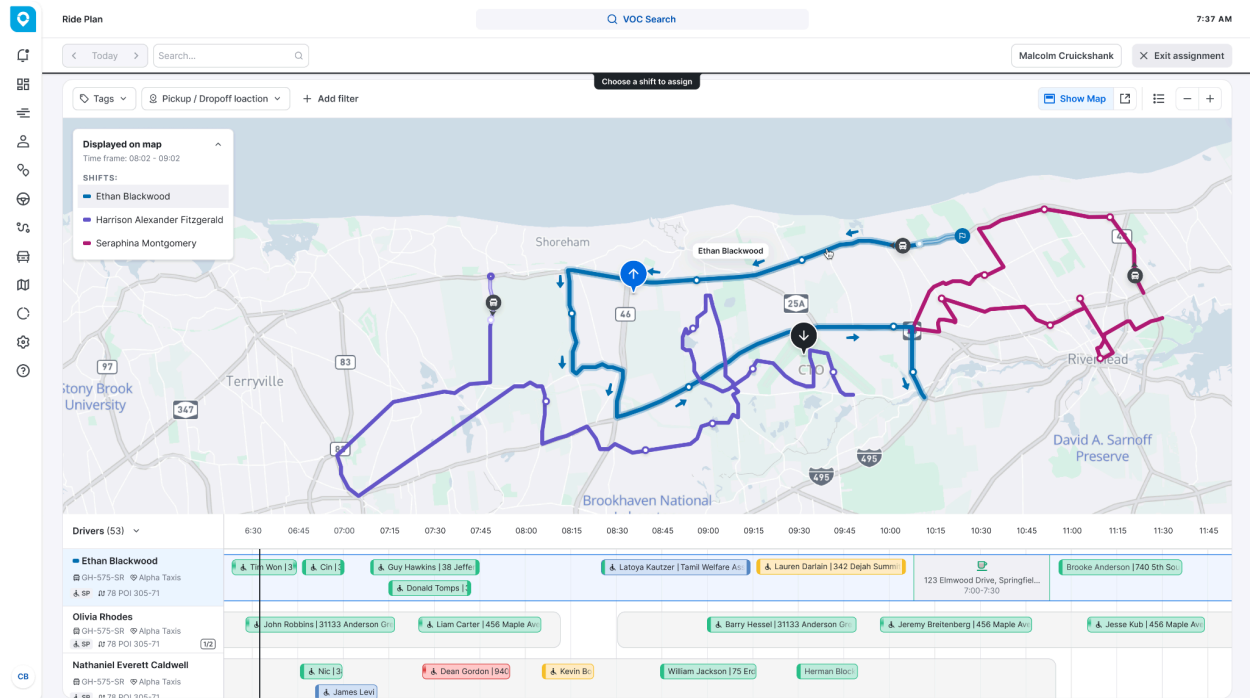 Ride Plan
VOC Search
7:37 AM
Today
Search...
Malcolm Cruickshank
Exit assignment
Choose a shift to assign
Tags
Pickup / Dropoff loaction
Add filter
Show Map
Displayed on map
Time frame: 08:02 - 09:02
SHIFTS:
Ethan Blackwood
Harrison Alexander Fitzgerald
Seraphina Montgomery
Shoreham
Ethan Blackwood
25A
46
83
97
Terryville
347
Stony Brook
University
CTO
Riverhead
495
495
David A. Sarnoff
Preserve
Brookhaven National
Drivers (53)
6:30 06:45 07:00 07:15 07:30 07:45 08:00 08:15 08:30 08:45 09:00 09:15 09:30 09:45 10:00 10:15 10:30 10:45 11:00 11:15 11:30 11:45
Ethan Blackwood
GH-575-SR Alpha Taxis
SP 78 POI 305-71
Tim Won | 3
Cin |
Guy Hawkins | 38 Jeffe
Donald Tomps |
Latoya Kautzer | Tamil Welfare As
Lauren Darlain | 342 Dejah Summi
123 Elmwood Drive, Springfiel...
7:00-7:30
Brooke Anderson | 740 5th So
Olivia Rhodes
GH-575-SR Alpha Taxis
SP 78 POI 305-71
1/2
John Robbins | 31133 Anderson Gr
Liam Carter | 456 Maple Av
Barry Hessel | 31133 Anderson Gr
Jeremy Breitenberg | 456 Maple Av
Jesse Kub | 456 Maple Av
Nathaniel Everett Caldwell
GH-575-SR Alpha Taxis
SP 78 POI 305-71
Nic | 3
Dean Gordon | 940
Kevin Bo
William Jackson | 75 Er
Herman Bloc
James Levi
CB